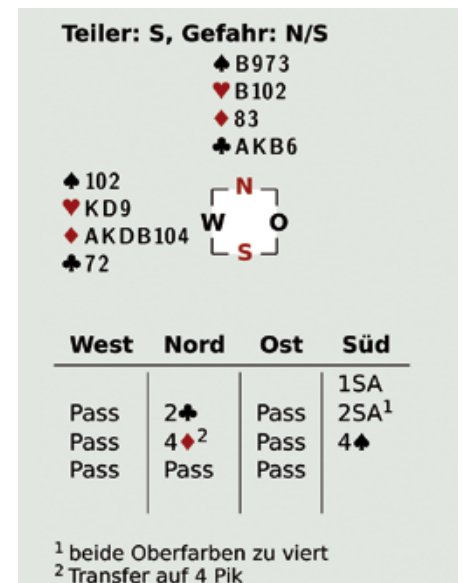 Teiler: S, Gefahr: N/S
♠ B973
♥ B102
♦ 83
♣ AKB6
♠ 102
♥ KD9
♦ AKDB104
♣ 72
N
W O
S
West Nord Ost Süd
1SA
Pass 2♣ Pass 2SA¹
Pass 4♦² Pass 4♠
Pass Pass Pass
¹ beide Oberfarben zu viert
² Transfer auf 4 Pik